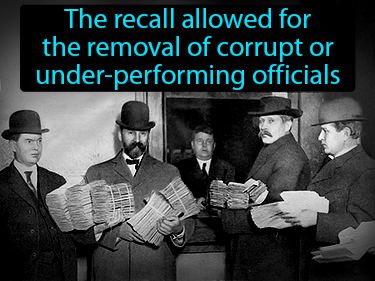 The recall allowed for
the removal of corrupt or
under-performing officials